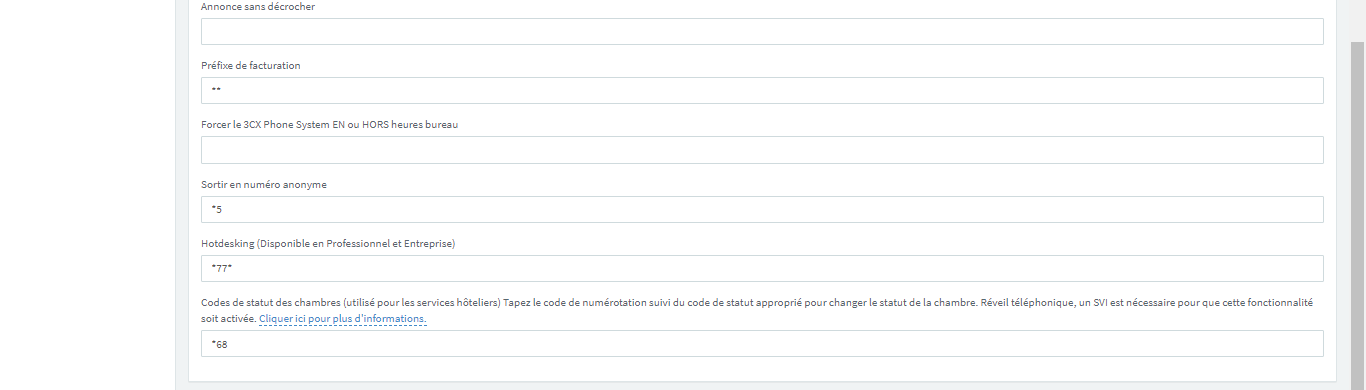 Annonce sans décrocher
Préfixe de facturation
**
Forcer le 3CX Phone System EN ou HORS heures bureau
Sortir en numéro anonyme
*5
Hotdesking (Disponible en Professionnel et Entreprise)
*77*
Codes de statut des chambres (utilisé pour les services hôteliers) Tapez le code de numérotation suivi du code de statut approprié pour changer le statut de la chambre. Réveil téléphonique, un SVI est nécessaire pour que cette fonctionnalité
soit activée. Cliquer ici pour plus d'informations.
*68